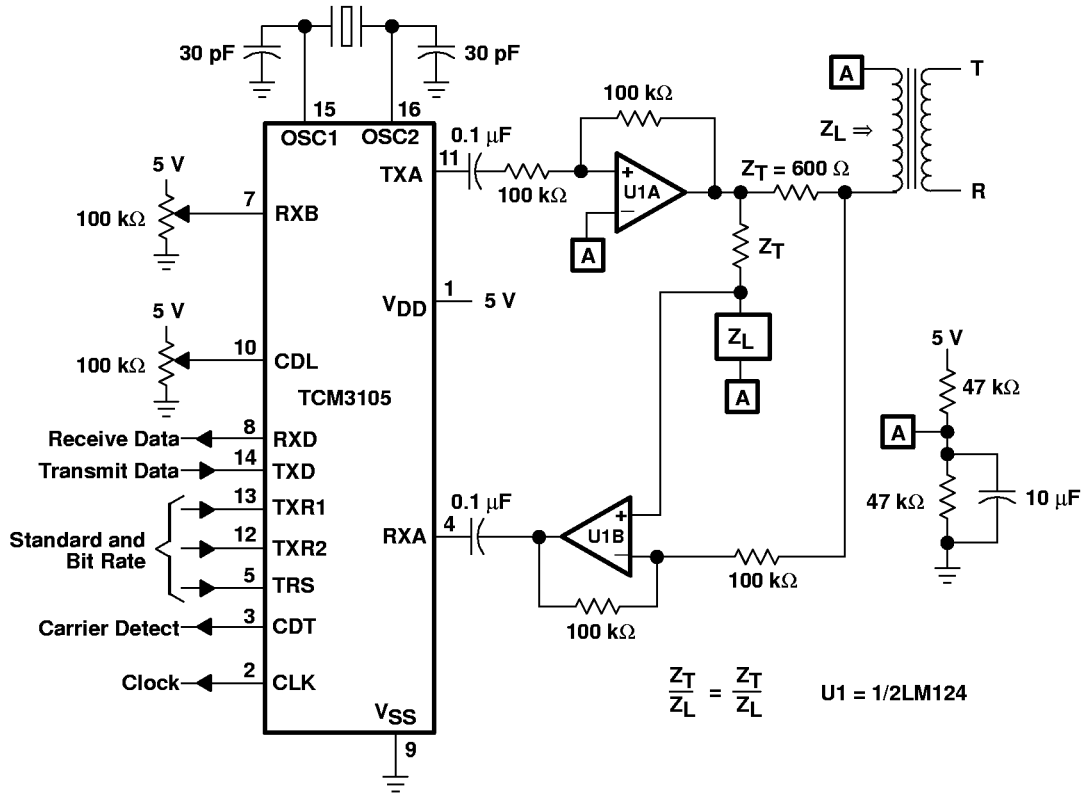 30 pF
30 pF
15
16
OSC1
OSC2
TXA
11
0.1 μF
100 kΩ
100 kΩ
+
U1A
−
A
Z_T = 600 Ω
A
Z_L ⇒
T
R
5 V
100 kΩ
7
RXB
Z_T
V_DD
1
5 V
Z_L
A
5 V
100 kΩ
10
CDL
TCM3105
5 V
47 kΩ
A
47 kΩ
10 μF
Receive Data
8
RXD
Transmit Data
14
TXD
Standard and
Bit Rate
13
TXR1
12
TXR2
5
TRS
RXA
4
0.1 μF
+
U1B
−
100 kΩ
100 kΩ
Carrier Detect
3
CDT
Clock
2
CLK
V_SS
9
Z_T/Z_L = Z_T/Z_L
U1 = 1/2LM124